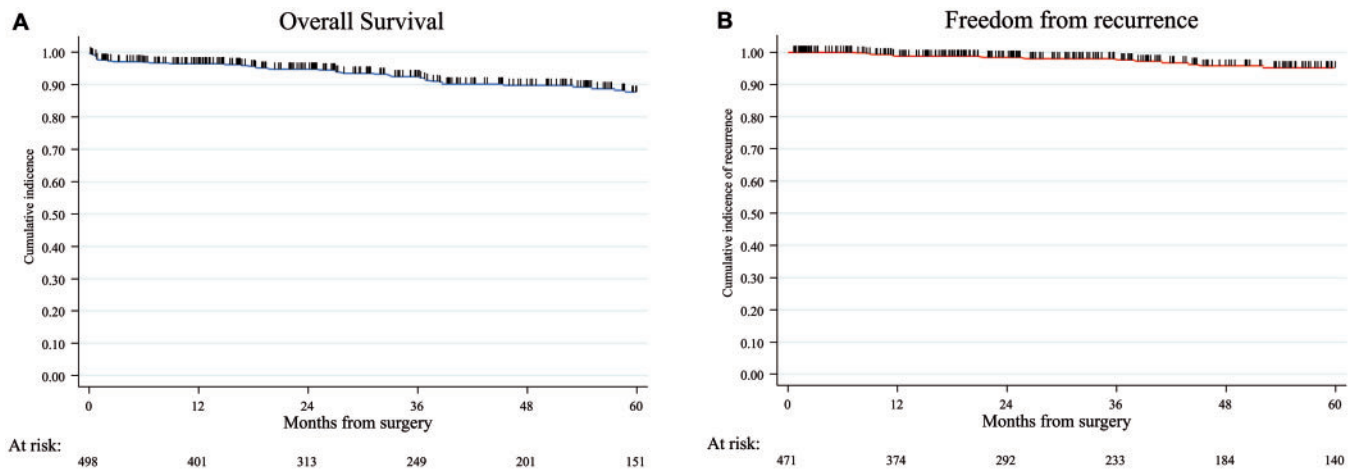 A
Overall Survival
Cumulative indicence
1.00
0.90
0.80
0.70
0.60
0.50
0.40
0.30
0.20
0.10
0.00
0 12 24 36 48 60
Months from surgery
At risk:
498 401 313 249 201 151
B
Freedom from recurrence
Cumulative indicence of recurrence
1.00
0.90
0.80
0.70
0.60
0.50
0.40
0.30
0.20
0.10
0.00
0 12 24 36 48 60
Months from surgery
At risk:
471 374 292 233 184 140